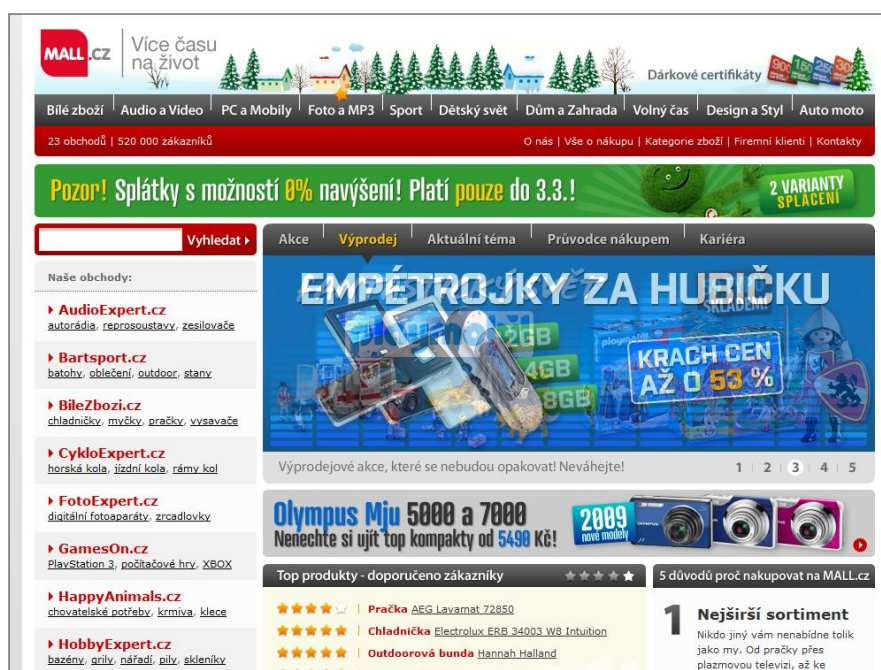 MALL.CZ
Více času
na život
Dárkové certifikáty
Bílé zboží Audio a Video PC a Mobily Foto a MP3 Sport Dětský svět Dům a Zahrada Volný čas Design a Styl Auto moto
23 obchodů | 520 000 zákazníků
O nás | Vše o nákupu | Kategorie zboží | Firemní klienti | Kontakty
Pozor! Splátky s možností 0% navýšení! Platí pouze do 3.3.!
2 VARIANTY
SPLACENÍ
Vyhledat
Akce Výprodej Aktuální téma Průvodce nákupem Kariéra
Naše obchody:
AudioExpert.cz
autorádia, reprosoustavy, zesilovače
Bartsport.cz
batohy, oblečení, outdoor, stany
BileZbozi.cz
chladničky, myčky, pračky, vysavače
CykloExpert.cz
horská kola, jízdní kola, rámy kol
FotoExpert.cz
digitální fotoaparáty, zrcadlovky
GamesOn.cz
PlayStation 3, počítačové hry, XBOX
HappyAnimals.cz
chovatelské potřeby, krmiva, klece
HobbyExpert.cz
bazény, grily, nářadí, pily, skleníky
EMPÉTROJKY ZA HUBIČKU
SKLADEM!
playmobil
2GB
4GB
8GB
KRACH CEN
AŽ O 53 %
Výprodejové akce, které se nebudou opakovat! Neváhejte!
1 2 3 4 5
Olympus Mju 5000 a 7000
Nenechte si ujít top kompakty od 5490 Kč!
2009
nové modely
Top produkty - doporučeno zákazníky
Pračka AEG Lavamat 72850
Chladnička Electrolux ERB 34003 W8 Intuition
Outdoorová bunda Hannah Halland
5 důvodů proč nakupovat na MALL.cz
1 Nejširší sortiment
Nikdo jiný vám nenabídne tolik
jako my. Od pračky přes
plazmovou televizi, až ke